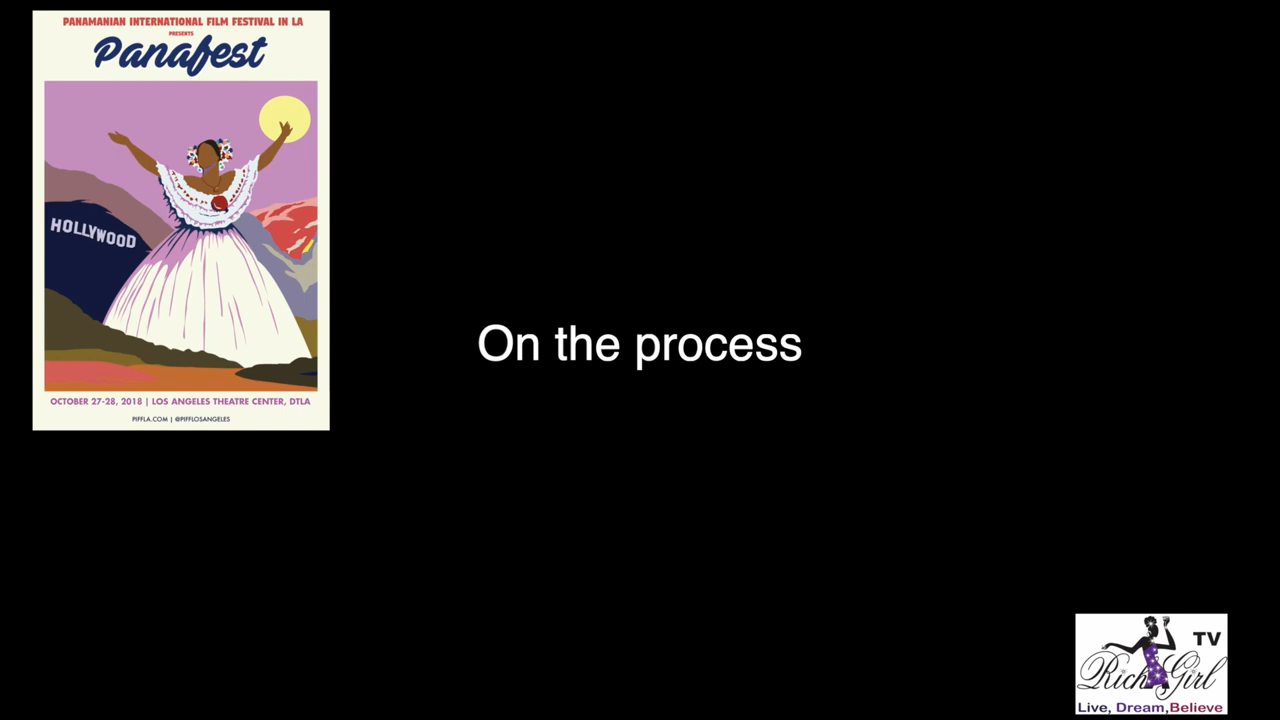 PANAMANIAN INTERNATIONAL FILM FESTIVAL IN LA
PRESENTS
Panafest
HOLLYWOOD
OCTOBER 27-28, 2018 | LOS ANGELES THEATRE CENTER, DTLA
PIFFLA.COM | @PIFFLOSANGELES
On the process
TV
Rich Girl
Live, Dream,Believe